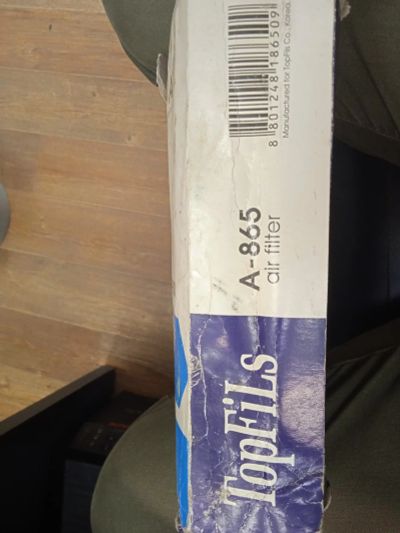 TopFiLs
A-865
air filter
8 801248 186509
Manufactured for TopFils Co., Korea